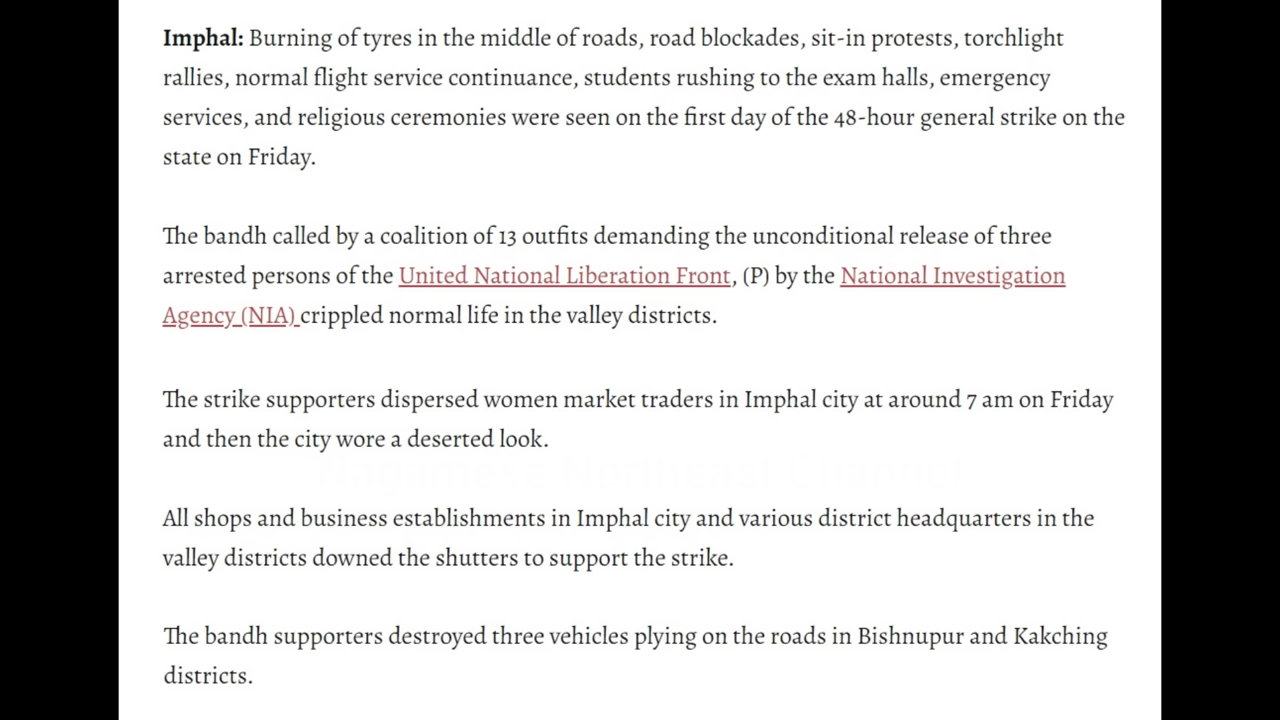 Imphal: Burning of tyres in the middle of roads, road blockades, sit-in protests, torchlight
rallies, normal flight service continuance, students rushing to the exam halls, emergency
services, and religious ceremonies were seen on the first day of the 48-hour general strike on the
state on Friday.
The bandh called by a coalition of 13 outfits demanding the unconditional release of three
arrested persons of the United National Liberation Front, (P) by the National Investigation
Agency (NIA) crippled normal life in the valley districts.
The strike supporters dispersed women market traders in Imphal city at around 7 am on Friday
and then the city wore a deserted look.
All shops and business establishments in Imphal city and various district headquarters in the
valley districts downed the shutters to support the strike.
The bandh supporters destroyed three vehicles plying on the roads in Bishnupur and Kakching
districts.